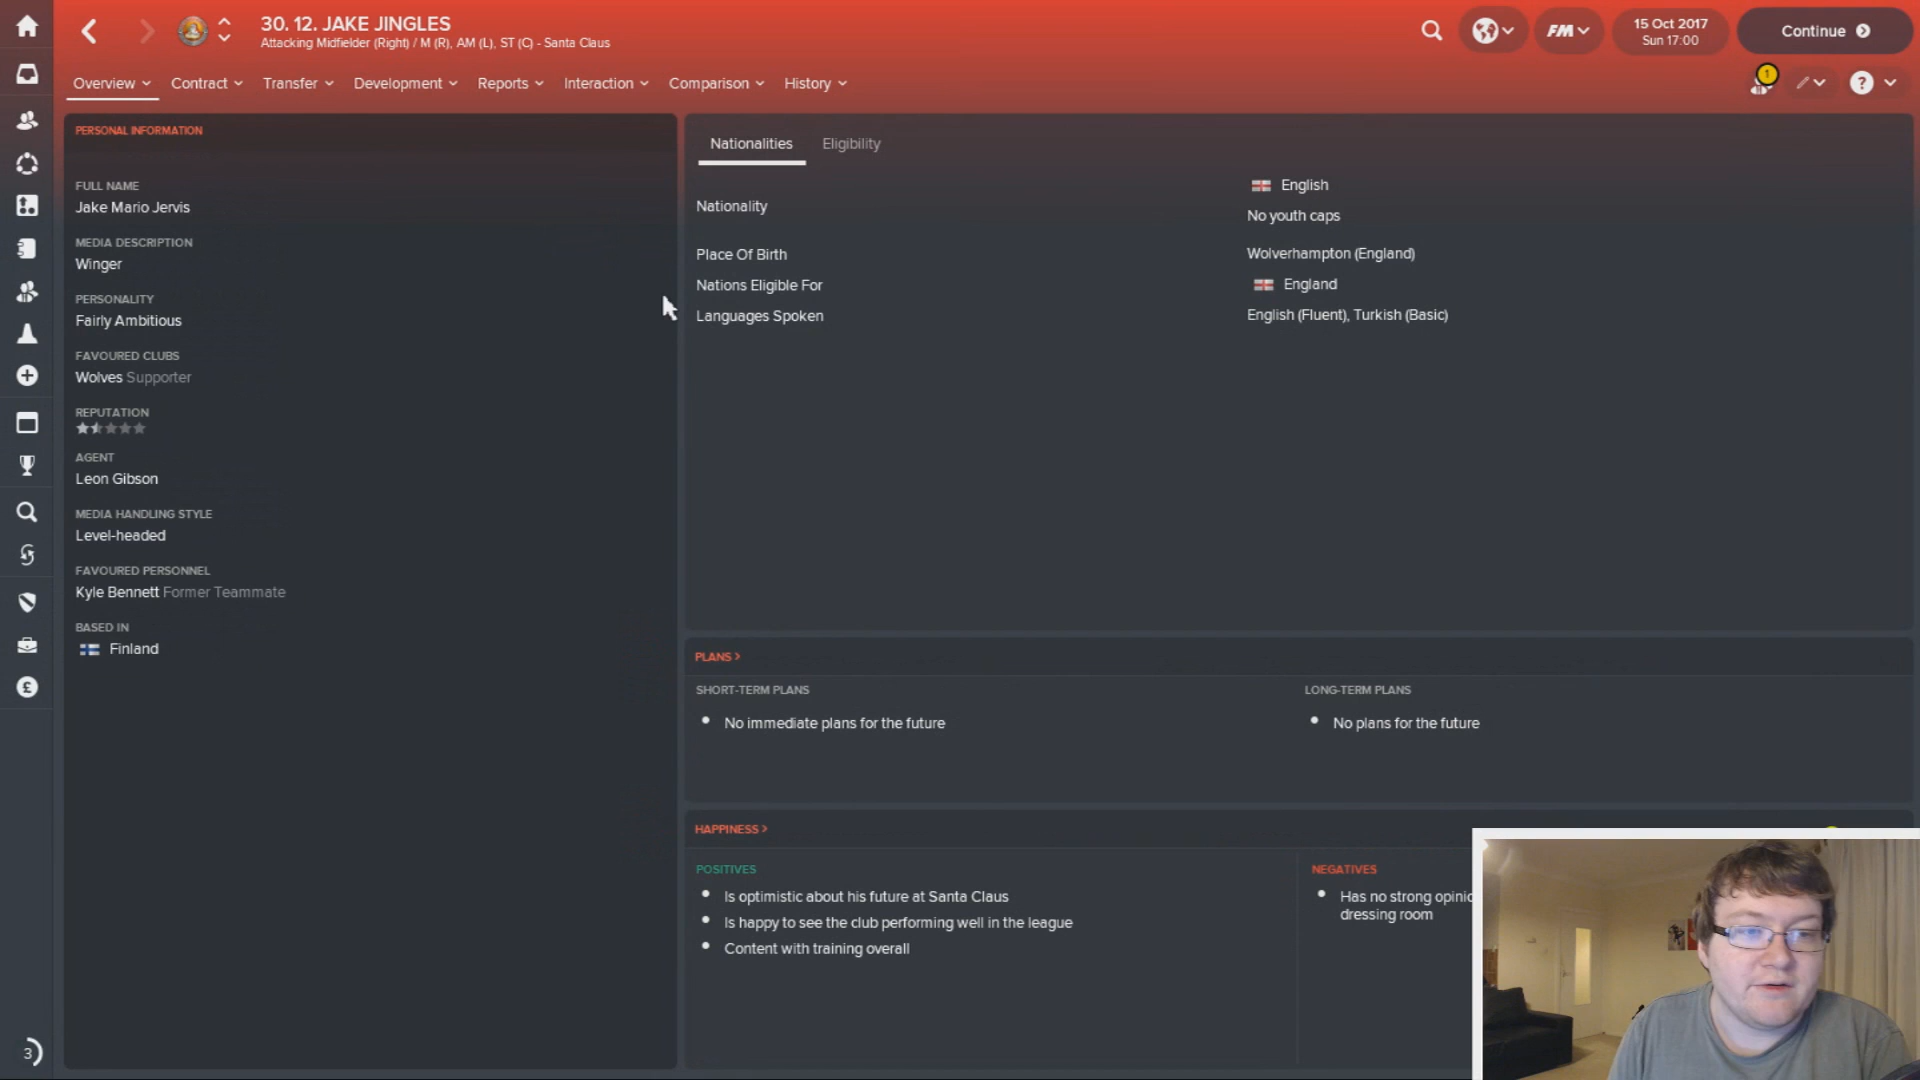 30. 12. JAKE JINGLES
Attacking Midfielder (Right) / M (R), AM (L), ST (C) - Santa Claus
FM
15 Oct 2017
Sun 17:00
Continue
Overview
Contract
Transfer
Development
Reports
Interaction
Comparison
History
1
?
PERSONAL INFORMATION
FULL NAME
Jake Mario Jervis
MEDIA DESCRIPTION
Winger
PERSONALITY
Fairly Ambitious
FAVOURED CLUBS
Wolves Supporter
REPUTATION
AGENT
Leon Gibson
MEDIA HANDLING STYLE
Level-headed
FAVOURED PERSONNEL
Kyle Bennett Former Teammate
BASED IN
Finland
Nationalities
Eligibility
Nationality
English
No youth caps
Place Of Birth
Wolverhampton (England)
Nations Eligible For
England
Languages Spoken
English (Fluent), Turkish (Basic)
PLANS >
SHORT-TERM PLANS
• No immediate plans for the future
LONG-TERM PLANS
• No plans for the future
HAPPINESS >
POSITIVES
• Is optimistic about his future at Santa Claus
• Is happy to see the club performing well in the league
• Content with training overall
NEGATIVES
• Has no strong opinic
dressing room
£
3